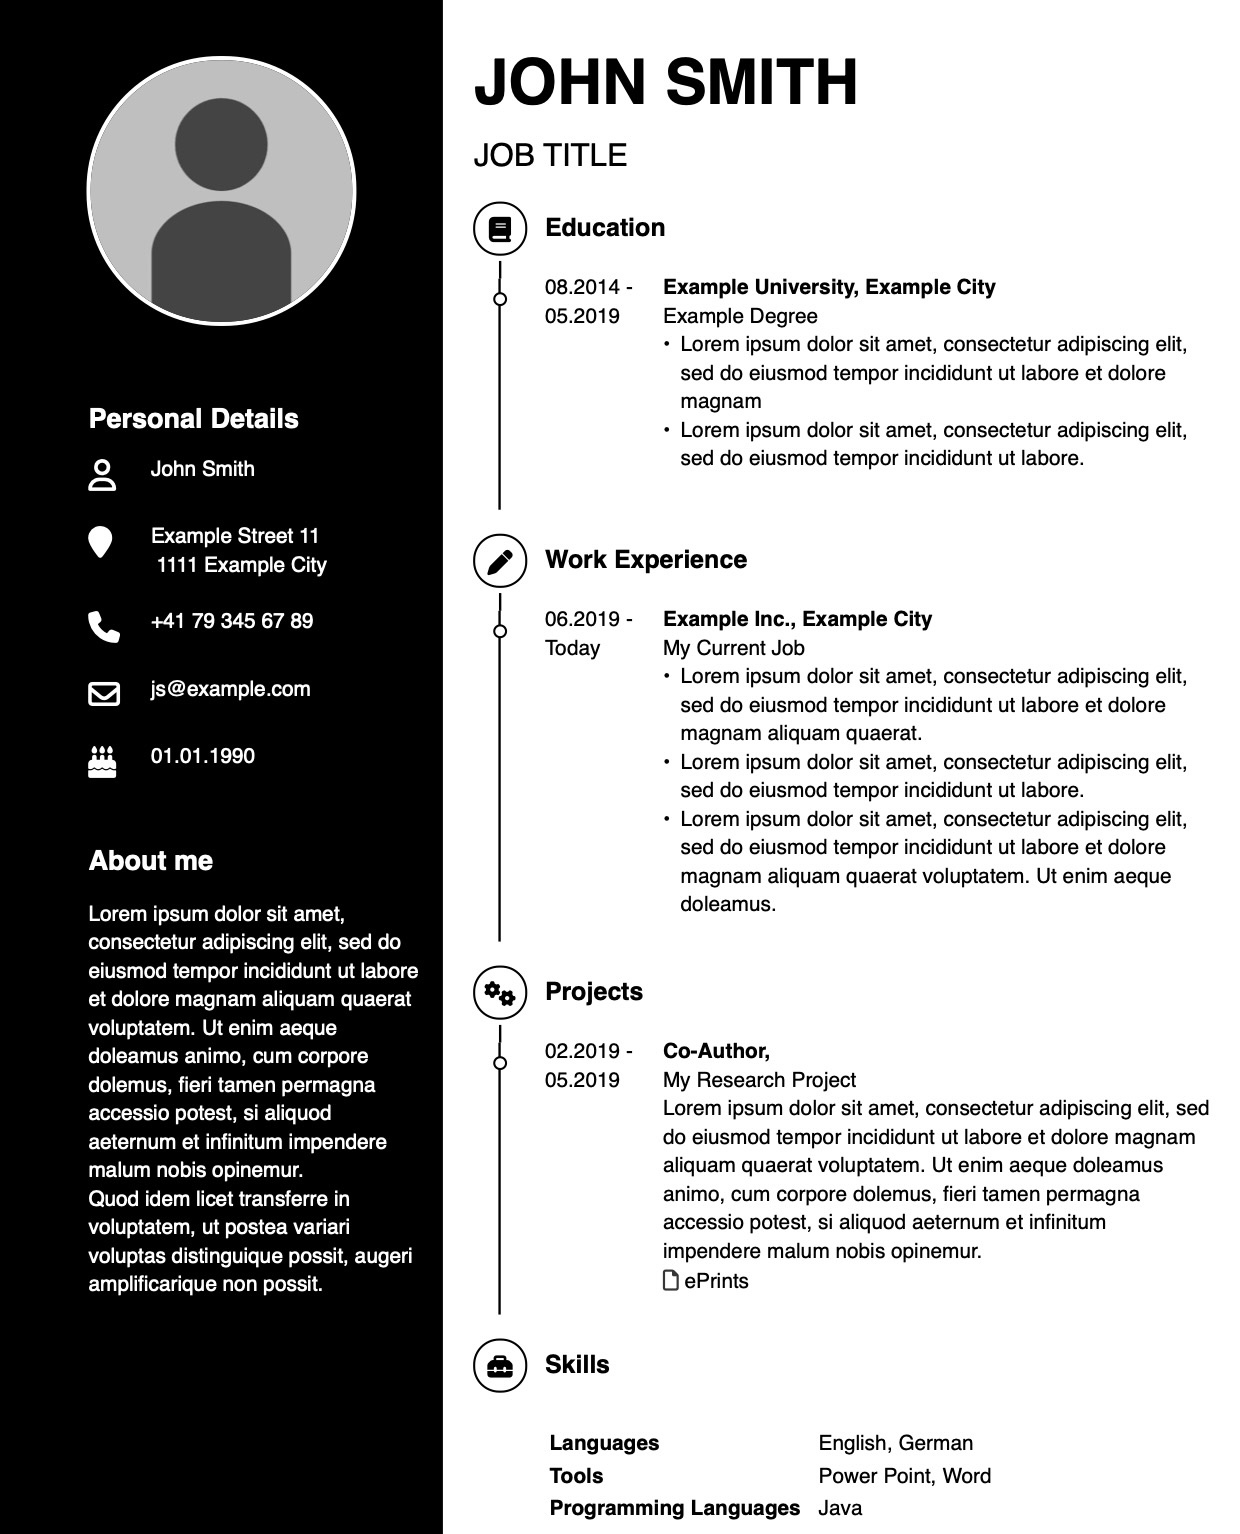 JOHN SMITH
JOB TITLE
Personal Details
John Smith
Example Street 11
1111 Example City
+41 79 345 67 89
js@example.com
01.01.1990
About me
Lorem ipsum dolor sit amet,
consectetur adipiscing elit, sed do
eiusmod tempor incididunt ut labore
et dolore magnam aliquam quaerat
voluptatem. Ut enim aeque
doleamus animo, cum corpore
dolemus, fieri tamen permagna
accessio potest, si aliquod
aeternum et infinitum impendere
malum nobis opinemur.
Quod idem licet transferre in
voluptatem, ut postea variari
voluptas distinguique possit, augeri
amplificarique non possit.
Education
08.2014 -
05.2019
Example University, Example City
Example Degree
• Lorem ipsum dolor sit amet, consectetur adipiscing elit,
sed do eiusmod tempor incididunt ut labore et dolore
magnam
• Lorem ipsum dolor sit amet, consectetur adipiscing elit,
sed do eiusmod tempor incididunt ut labore.
Work Experience
06.2019 -
Today
Example Inc., Example City
My Current Job
• Lorem ipsum dolor sit amet, consectetur adipiscing elit,
sed do eiusmod tempor incididunt ut labore et dolore
magnam aliquam quaerat.
• Lorem ipsum dolor sit amet, consectetur adipiscing elit,
sed do eiusmod tempor incididunt ut labore.
• Lorem ipsum dolor sit amet, consectetur adipiscing elit,
sed do eiusmod tempor incididunt ut labore et dolore
magnam aliquam quaerat voluptatem. Ut enim aeque
doleamus.
Projects
02.2019 -
05.2019
Co-Author,
My Research Project
Lorem ipsum dolor sit amet, consectetur adipiscing elit, sed
do eiusmod tempor incididunt ut labore et dolore magnam
aliquam quaerat voluptatem. Ut enim aeque doleamus
animo, cum corpore dolemus, fieri tamen permagna
accessio potest, si aliquod aeternum et infinitum
impendere malum nobis opinemur.
ePrints
Skills
Languages English, German
Tools Power Point, Word
Programming Languages Java